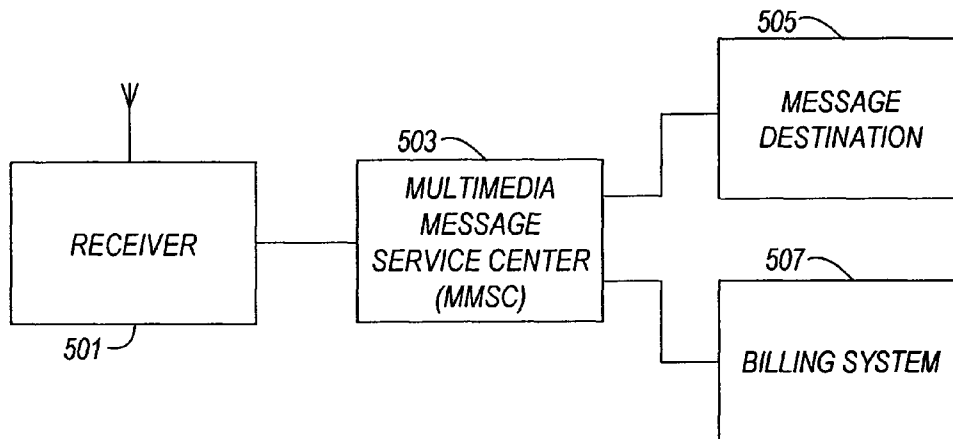 505
MESSAGE
DESTINATION
503
MULTIMEDIA
MESSAGE
SERVICE CENTER
(MMSC)
RECEIVER
501
507
BILLING SYSTEM